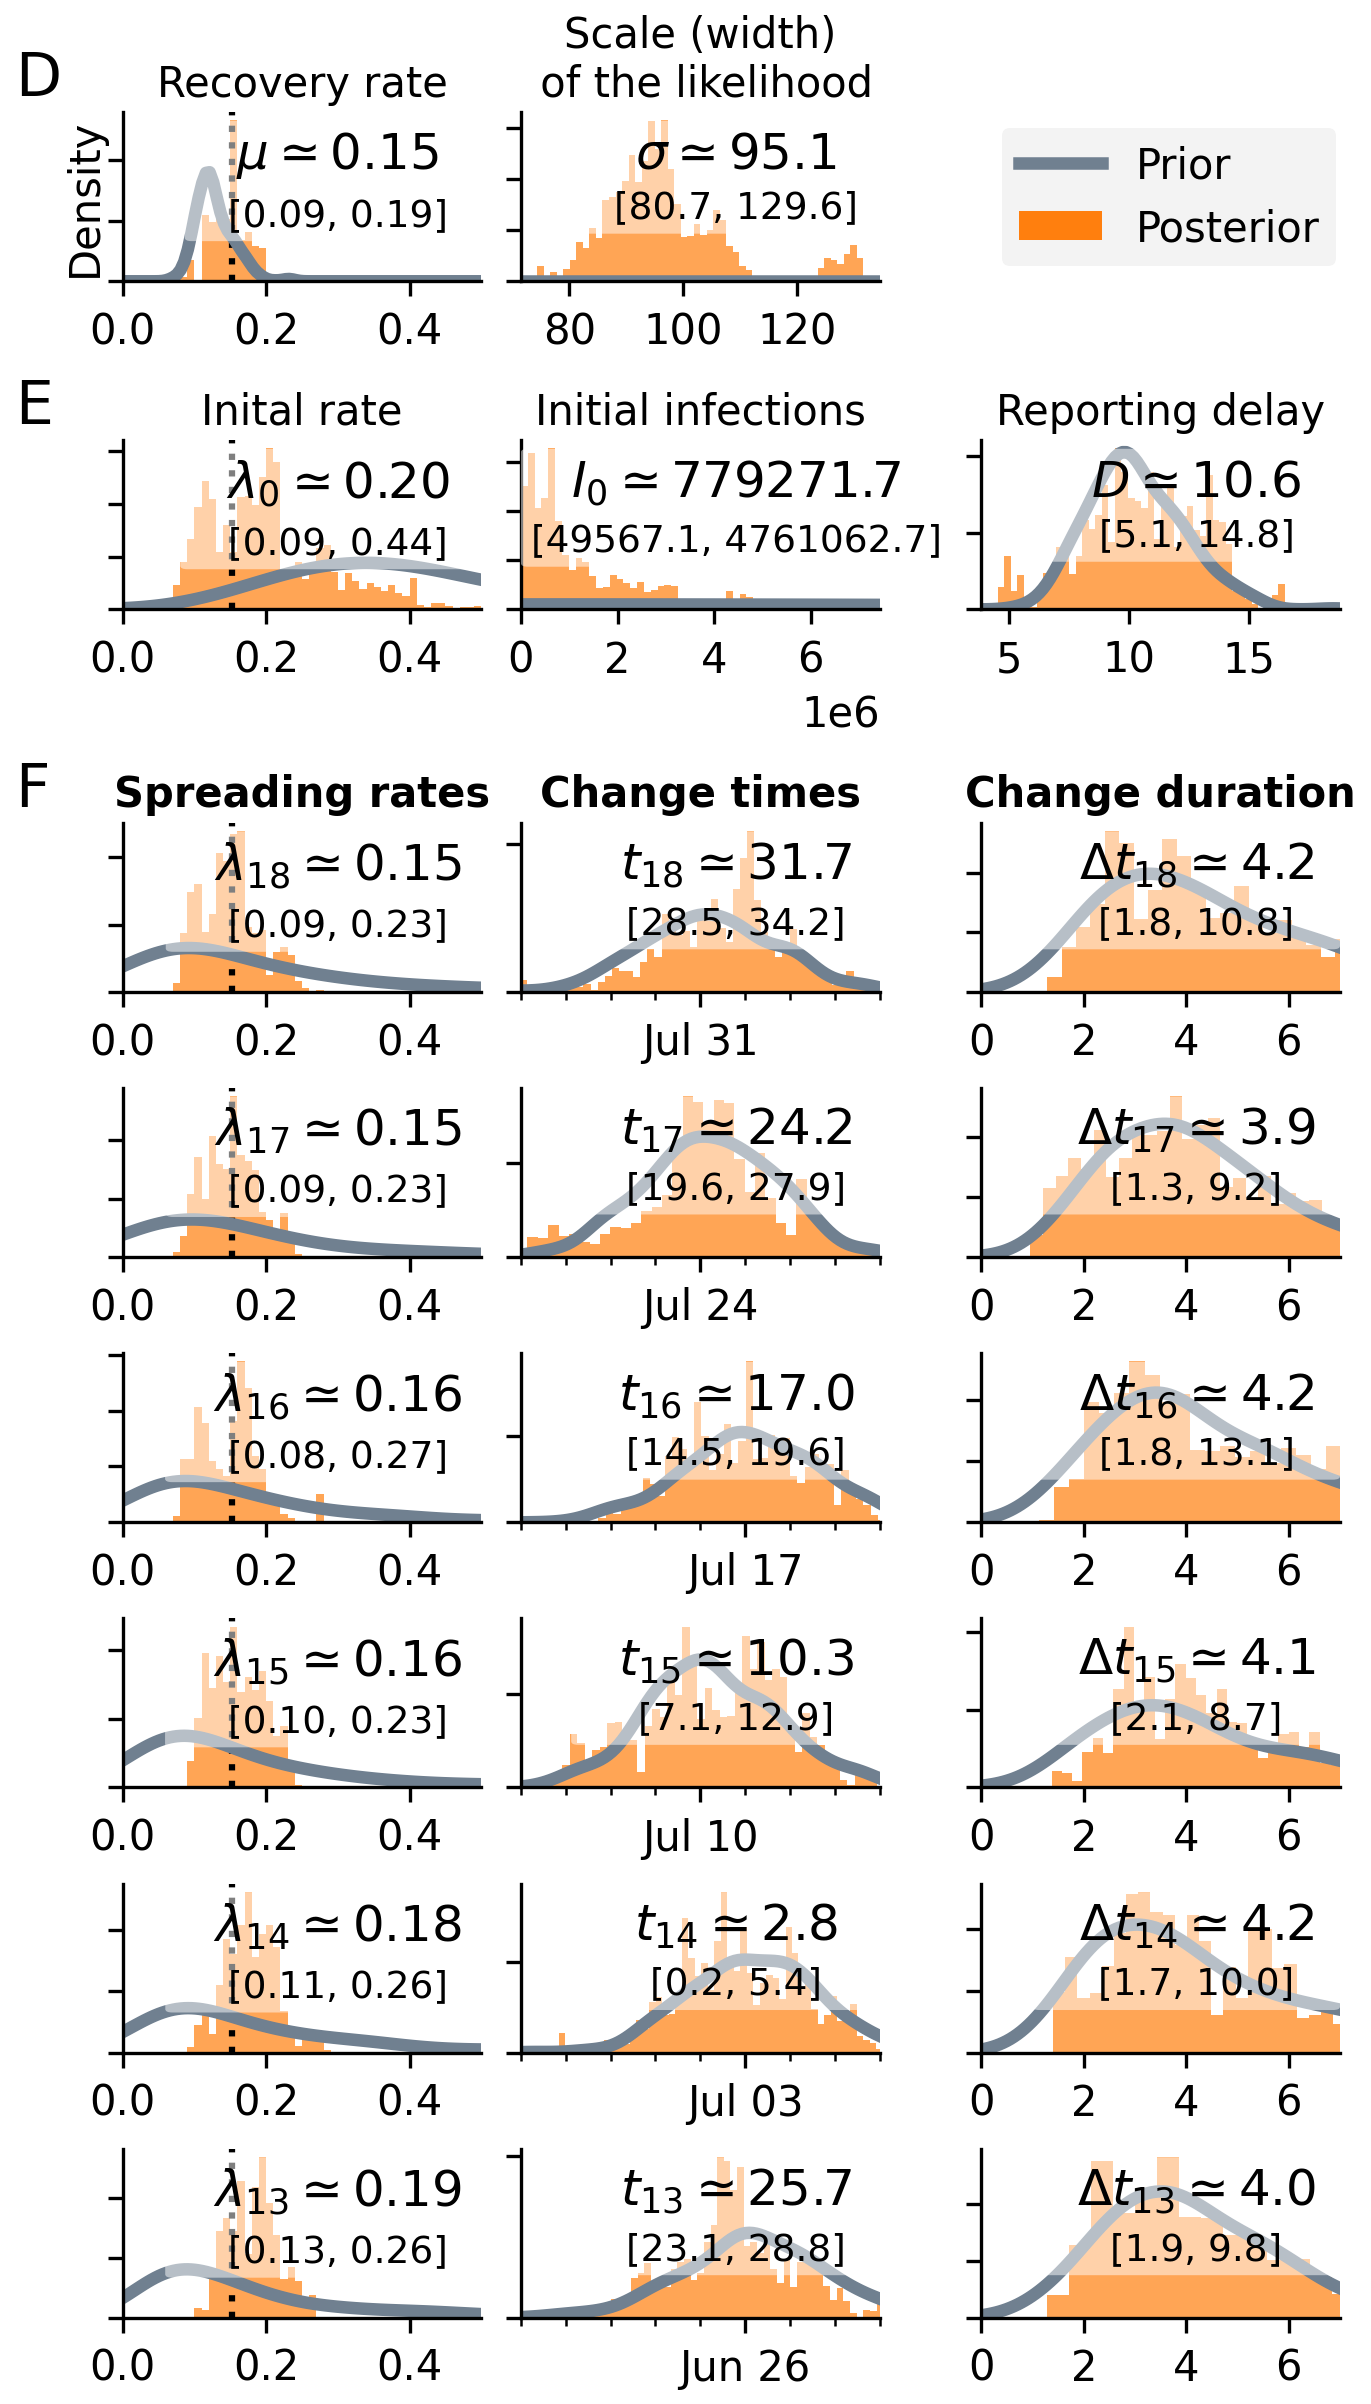 D
Recovery rate
Scale (width)
of the likelihood
Density
μ ≃ 0.15
[0.09, 0.19]
σ ≃ 95.1
[80.7, 129.6]
Prior
Posterior
0.0 0.2 0.4
80 100 120
E
Inital rate
Initial infections
Reporting delay
λ0 ≃ 0.20
[0.09, 0.44]
I0 ≃ 779271.7
[49567.1, 4761062.7]
D ≃ 10.6
[5.1, 14.8]
0.0 0.2 0.4
0 2 4 6
1e6
5 10 15
F
Spreading rates
Change times
Change duration
λ18 ≃ 0.15
[0.09, 0.23]
t18 ≃ 31.7
[28.5, 34.2]
Δt18 ≃ 4.2
[1.8, 10.8]
0.0 0.2 0.4
Jul 31
0 2 4 6
λ17 ≃ 0.15
[0.09, 0.23]
t17 ≃ 24.2
[19.6, 27.9]
Δt17 ≃ 3.9
[1.3, 9.2]
0.0 0.2 0.4
Jul 24
0 2 4 6
λ16 ≃ 0.16
[0.08, 0.27]
t16 ≃ 17.0
[14.5, 19.6]
Δt16 ≃ 4.2
[1.8, 13.1]
0.0 0.2 0.4
Jul 17
0 2 4 6
λ15 ≃ 0.16
[0.10, 0.23]
t15 ≃ 10.3
[7.1, 12.9]
Δt15 ≃ 4.1
[2.1, 8.7]
0.0 0.2 0.4
Jul 10
0 2 4 6
λ14 ≃ 0.18
[0.11, 0.26]
t14 ≃ 2.8
[0.2, 5.4]
Δt14 ≃ 4.2
[1.7, 10.0]
0.0 0.2 0.4
Jul 03
0 2 4 6
λ13 ≃ 0.19
[0.13, 0.26]
t13 ≃ 25.7
[23.1, 28.8]
Δt13 ≃ 4.0
[1.9, 9.8]
0.0 0.2 0.4
Jun 26
0 2 4 6